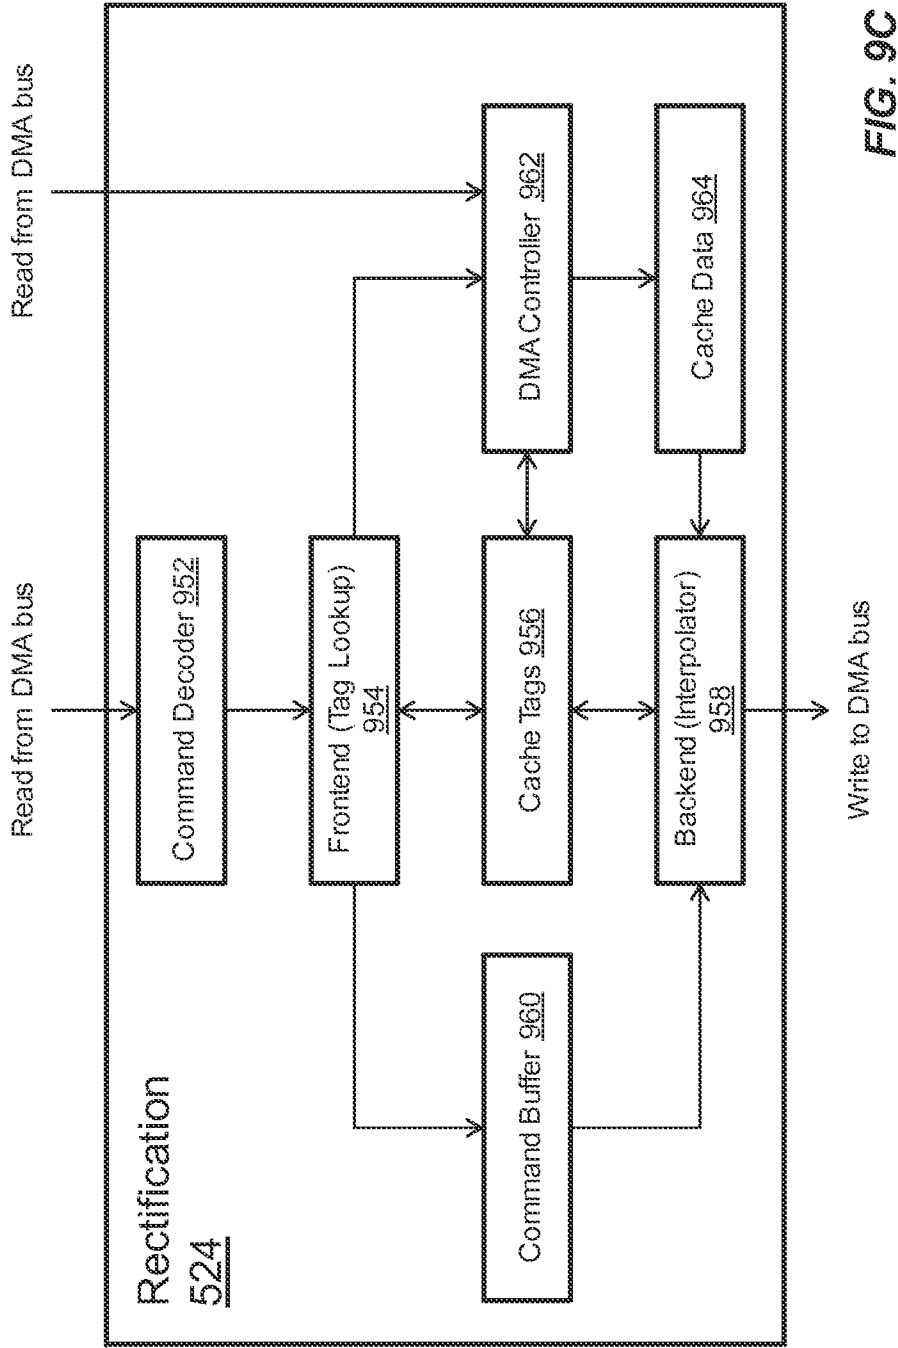 Rectification
524
Read from DMA bus
Read from DMA bus
Command Decoder 952
Frontend (Tag Lookup)
954
Command Buffer 960
Cache Tags 956
DMA Controller 962
Backend (Interpolator)
958
Cache Data 964
Write to DMA bus
FIG. 9C